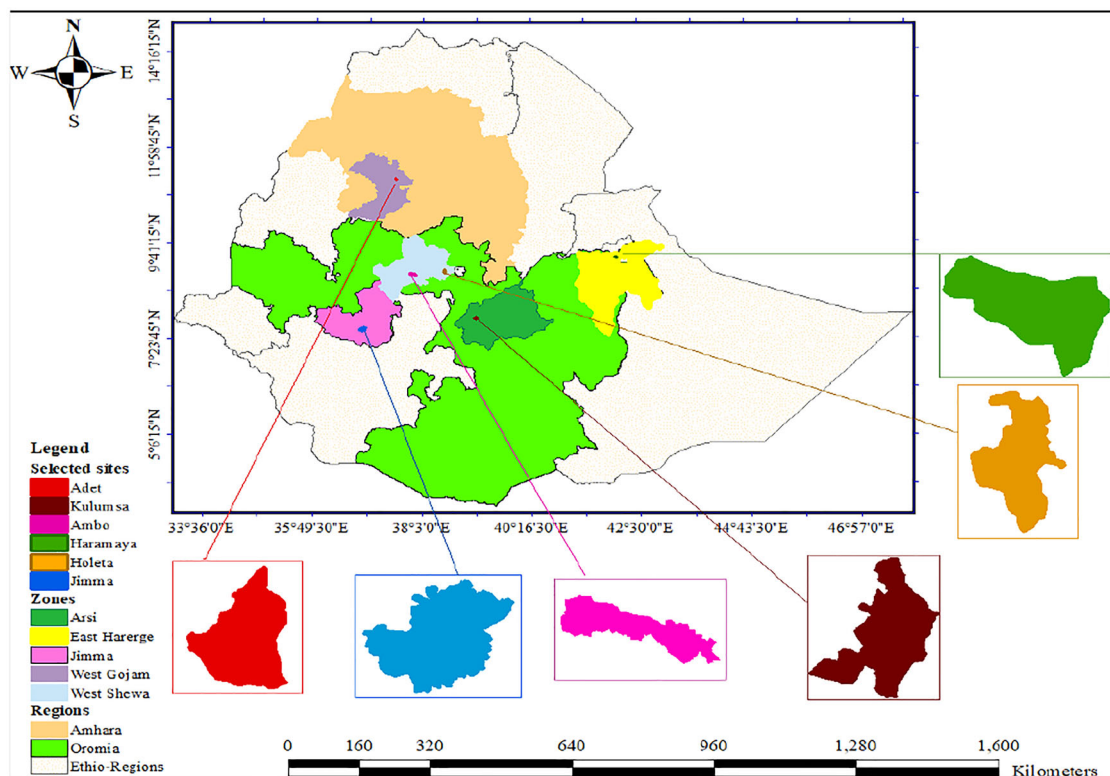 N
W E
S
14°16'15"N
11°58'45"N
9°41'15"N
7°22'45"N
5°6'15"N
33°36'0"E 35°49'30"E 38°3'0"E 40°16'30"E 42°30'0"E 44°43'30"E 46°57'0"E
Legend
Selected sites
Adet
Kulumsa
Ambo
Haramaya
Holeta
Jimma
Zones
Arsi
East Harerge
Jimma
West Gojam
West Shewa
Regions
Amhara
Oromia
Ethio-Regions
0 160 320 640 960 1,280 1,600
Kilometers